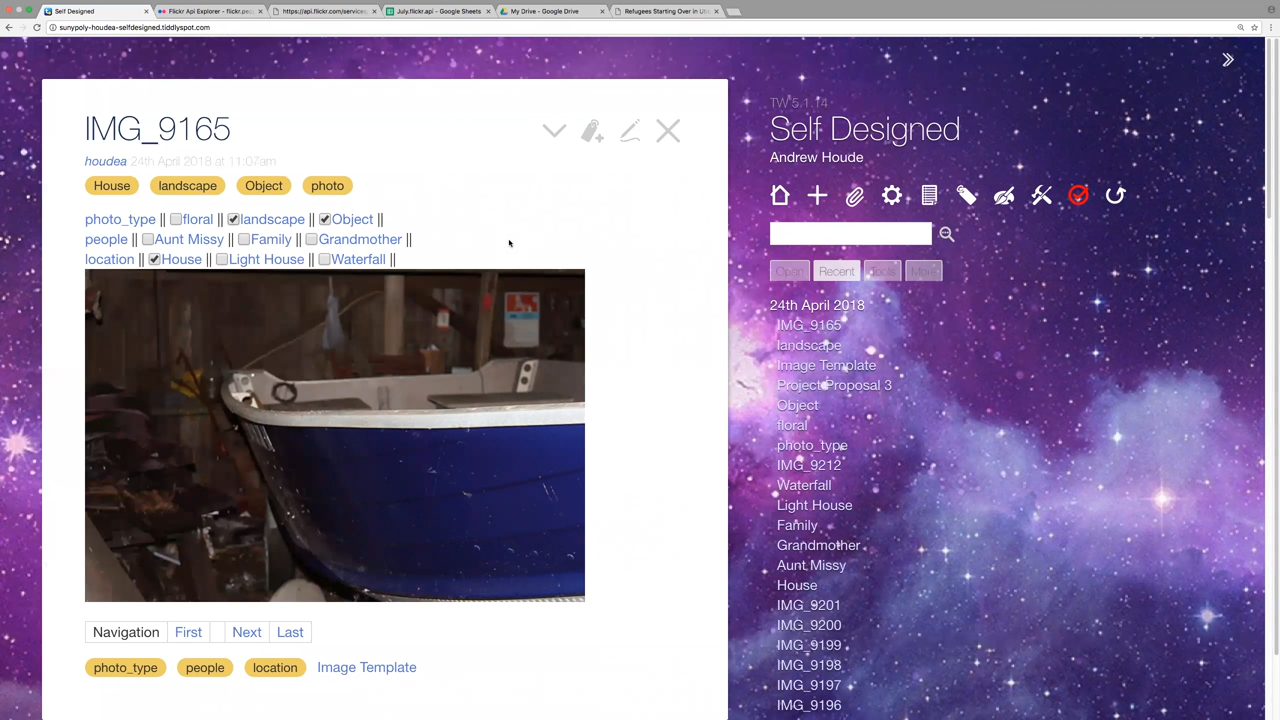 Self Designed
Flickr Api Explorer - flickr.peo
https://api.flickr.com/services
July.flickr.api - Google Sheets
My Drive - Google Drive
Refugees Starting Over in Uti
sunypoly-houdea-selfdesigned.tiddlyspot.com
IMG_9165
houdea 24th April 2018 at 11:07am
House landscape Object photo
photo_type || floral || landscape || Object ||
people || Aunt Missy || Family || Grandmother ||
location || House || Light House || Waterfall ||
Navigation First Next Last
photo_type people location Image Template
TW 5.1.14
Self Designed
Andrew Houde
Open Recent Tools More
24th April 2018
IMG_9165
landscape
Image Template
Project Proposal 3
Object
floral
photo_type
IMG_9212
Waterfall
Light House
Family
Grandmother
Aunt Missy
House
IMG_9201
IMG_9200
IMG_9199
IMG_9198
IMG_9197
IMG_9196